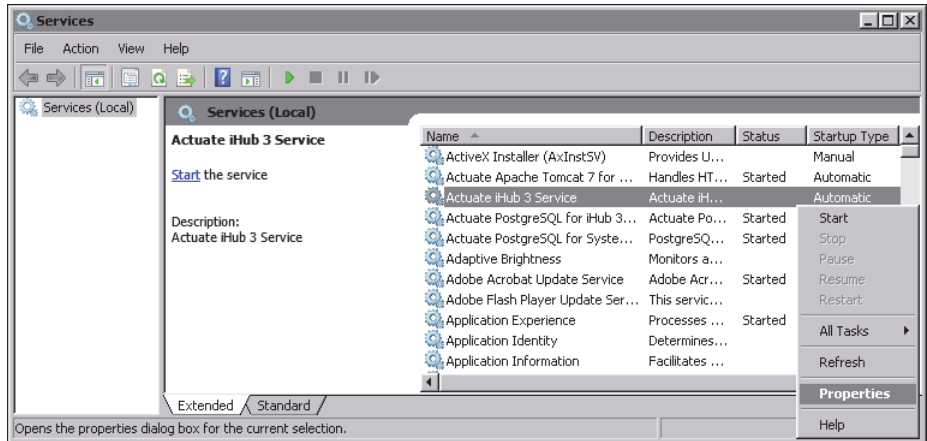 Services
File Action View Help
Services (Local)
Services (Local)
Actuate iHub 3 Service
Start the service
Description:
Actuate iHub 3 Service
Name Description Status Startup Type
ActiveX Installer (AxInstSV) Provides U... Manual
Actuate Apache Tomcat 7 for ... Handles HT... Started Automatic
Actuate iHub 3 Service Actuate iH... Automatic
Actuate PostgreSQL for iHub 3... Actuate Po... Started
Actuate PostgreSQL for Syste... PostgreSQ... Started
Adaptive Brightness Monitors a...
Adobe Acrobat Update Service Adobe Acr... Started
Adobe Flash Player Update Ser... This servic...
Application Experience Processes ... Started
Application Identity Determines...
Application Information Facilitates ...
Start
Stop
Pause
Resume
Restart
All Tasks
Refresh
Properties
Help
Extended Standard
Opens the properties dialog box for the current selection.